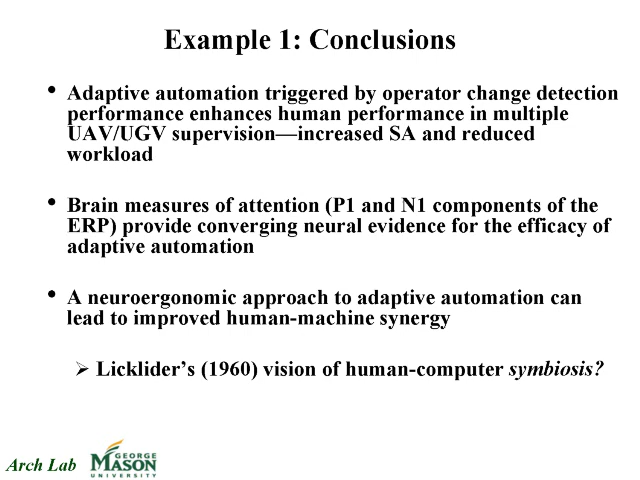 Example 1: Conclusions
• Adaptive automation triggered by operator change detection
performance enhances human performance in multiple
UAV/UGV supervision—increased SA and reduced
workload
• Brain measures of attention (P1 and N1 components of the
ERP) provide converging neural evidence for the efficacy of
adaptive automation
• A neuroergonomic approach to adaptive automation can
lead to improved human-machine synergy
➢ Licklider's (1960) vision of human-computer symbiosis?
Arch Lab
GEORGE
MASON
UNIVERSITY